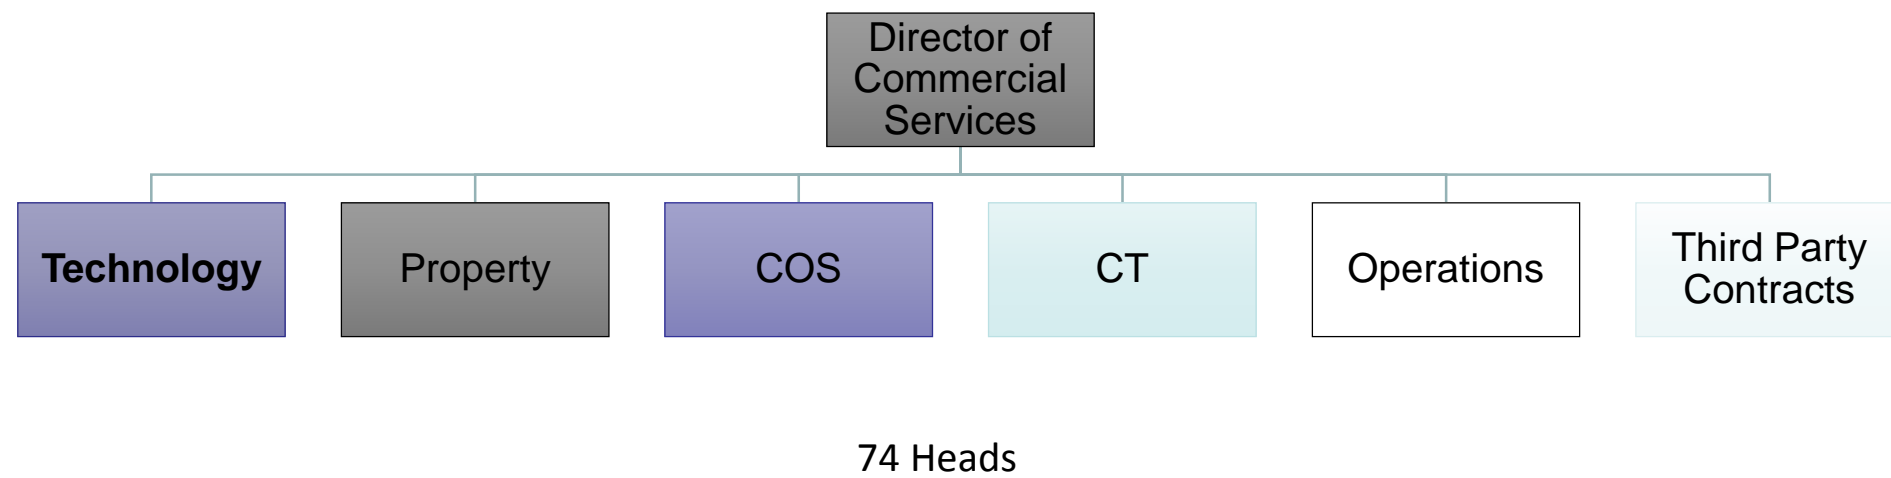 Director of
Commercial
Services
Technology
Property
COS
CT
Operations
Third Party
Contracts
74 Heads